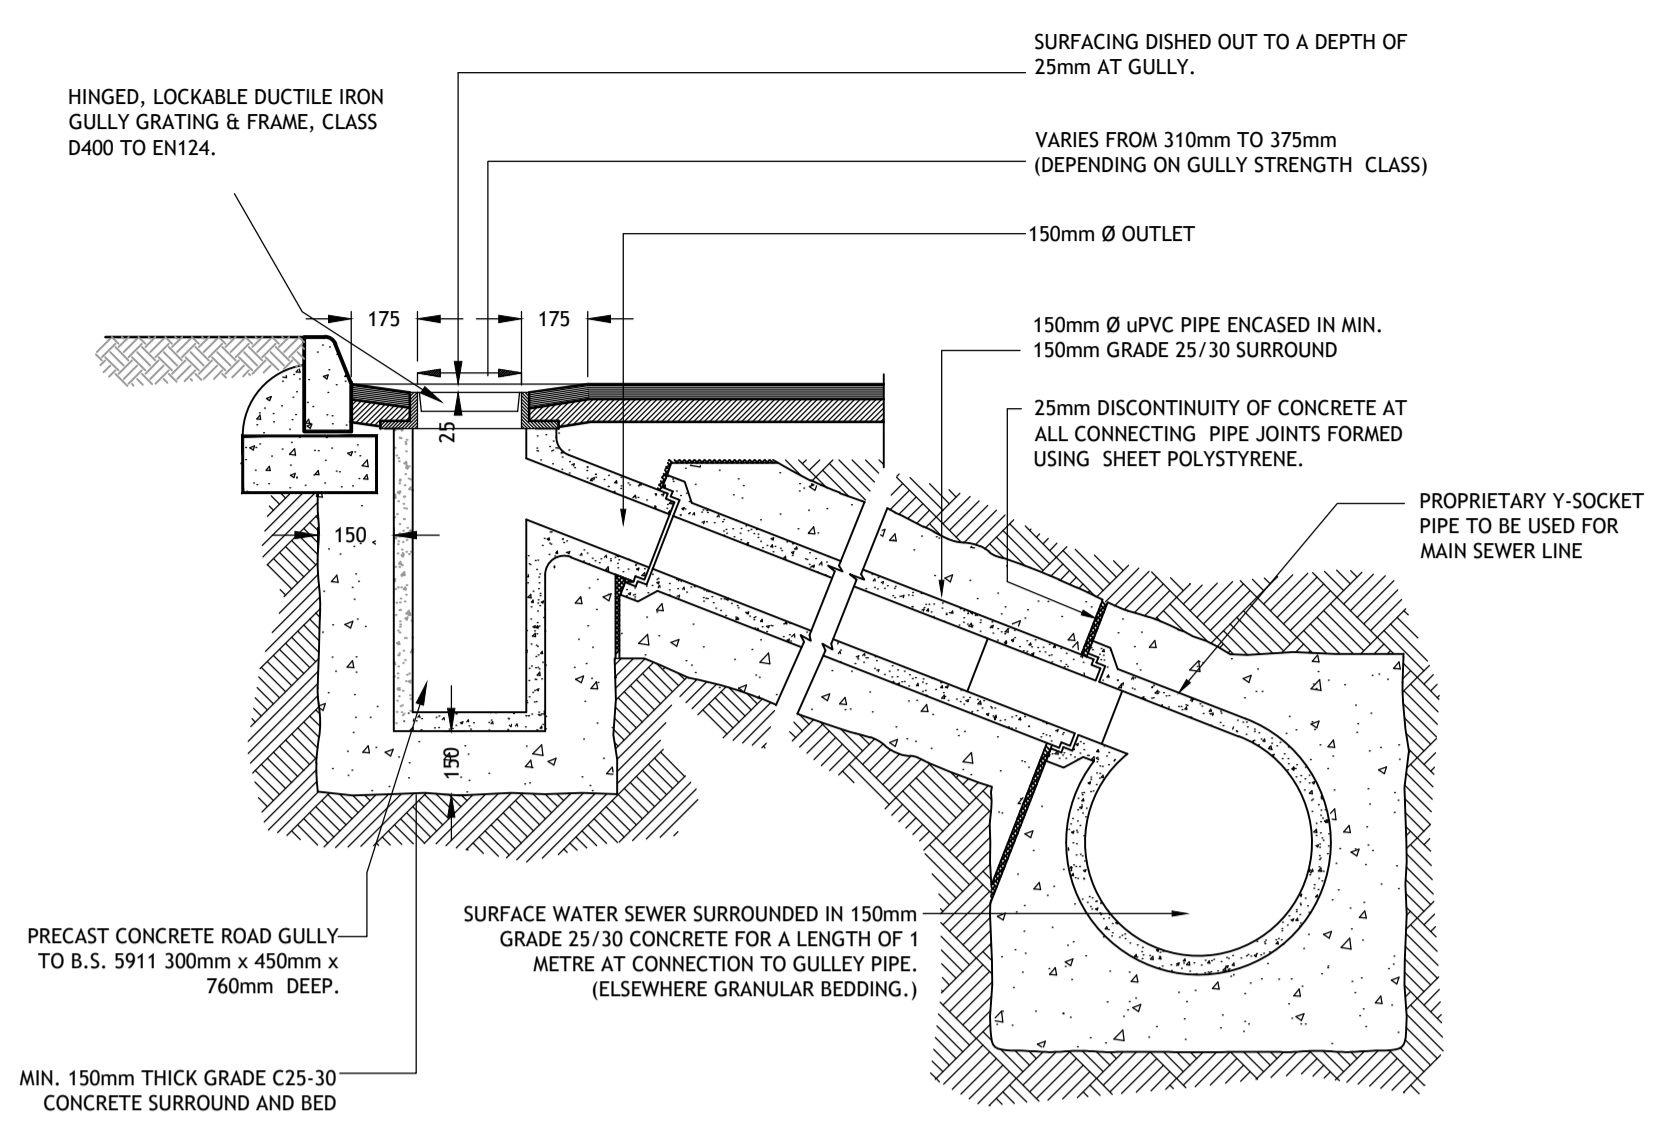 SURFACING DISHED OUT TO A DEPTH OF
25mm AT GULLY.
HINGED, LOCKABLE DUCTILE IRON
GULLY GRATING & FRAME, CLASS
D400 TO EN124.
VARIES FROM 310mm TO 375mm
(DEPENDING ON GULLY STRENGTH CLASS)
150mm Ø OUTLET
175
175
150mm Ø uPVC PIPE ENCASED IN MIN.
150mm GRADE 25/30 SURROUND
25
25mm DISCONTINUITY OF CONCRETE AT
ALL CONNECTING PIPE JOINTS FORMED
USING SHEET POLYSTYRENE.
PROPRIETARY Y-SOCKET
PIPE TO BE USED FOR
MAIN SEWER LINE
150
150
PRECAST CONCRETE ROAD GULLY
TO B.S. 5911 300mm x 450mm x
760mm DEEP.
SURFACE WATER SEWER SURROUNDED IN 150mm
GRADE 25/30 CONCRETE FOR A LENGTH OF 1
METRE AT CONNECTION TO GULLEY PIPE.
(ELSEWHERE GRANULAR BEDDING.)
MIN. 150mm THICK GRADE C25-30
CONCRETE SURROUND AND BED